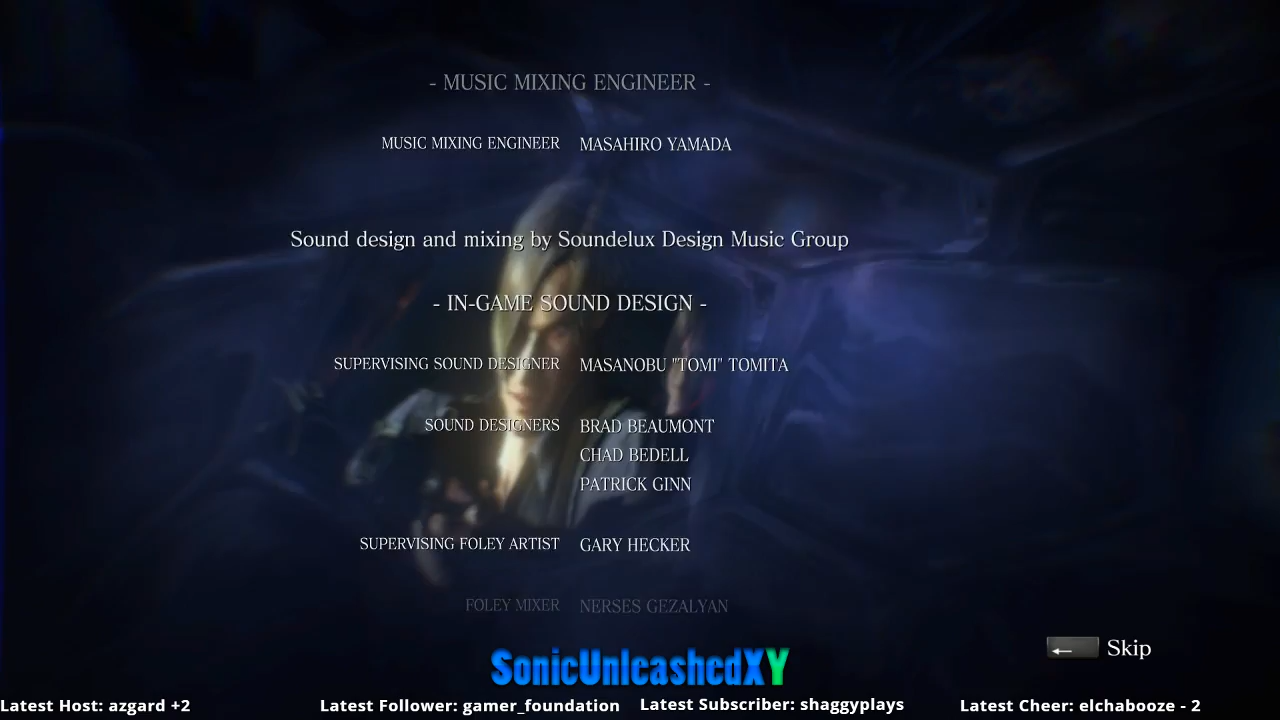 - MUSIC MIXING ENGINEER -
MUSIC MIXING ENGINEER MASAHIRO YAMADA
Sound design and mixing by Soundelux Design Music Group
- IN-GAME SOUND DESIGN -
SUPERVISING SOUND DESIGNER MASANOBU "TOMI" TOMITA
SOUND DESIGNERS BRAD BEAUMONT
CHAD BEDELL
PATRICK GINN
SUPERVISING FOLEY ARTIST GARY HECKER
FOLEY MIXER NERSES GEZALYAN
Skip
SonicUnleashedXY
Latest Host: azgard +2 Latest Follower: gamer_foundation Latest Subscriber: shaggyplays Latest Cheer: elchabooze - 2